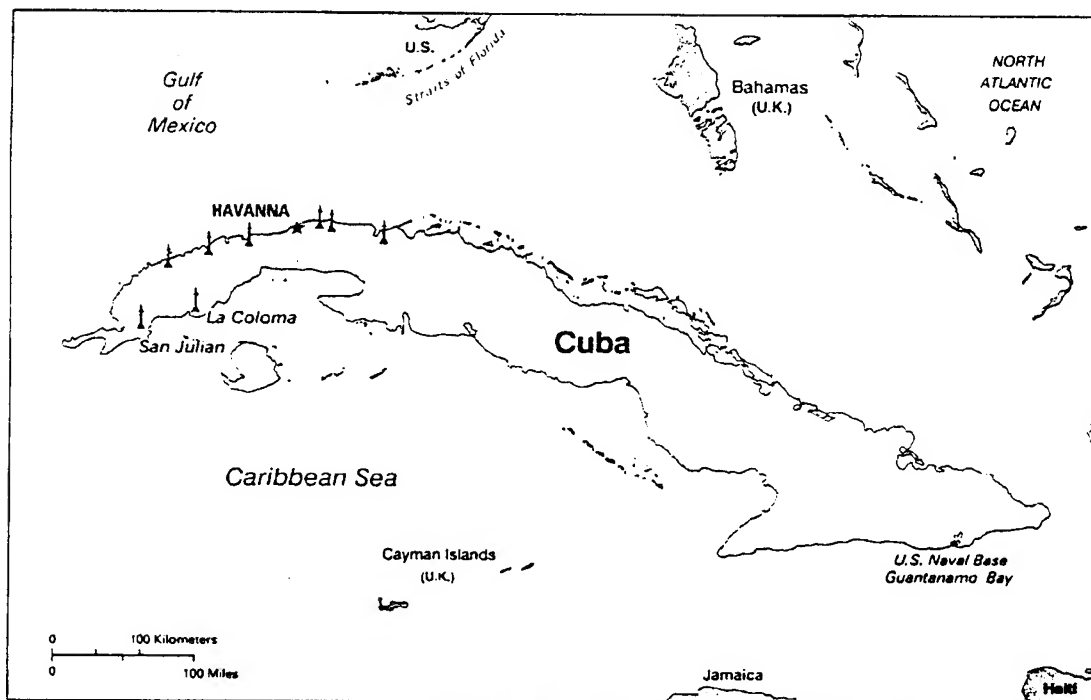 U.S.
Straits of Florida
Gulf
of
Mexico
Bahamas
(U.K.)
NORTH
ATLANTIC
OCEAN
HAVANNA
La Coloma
San Julian
Cuba
Caribbean Sea
Cayman Islands
(U.K.)
U.S. Naval Base
Guantanamo Bay
0 100 Kilometers
0 100 Miles
Jamaica
Haiti